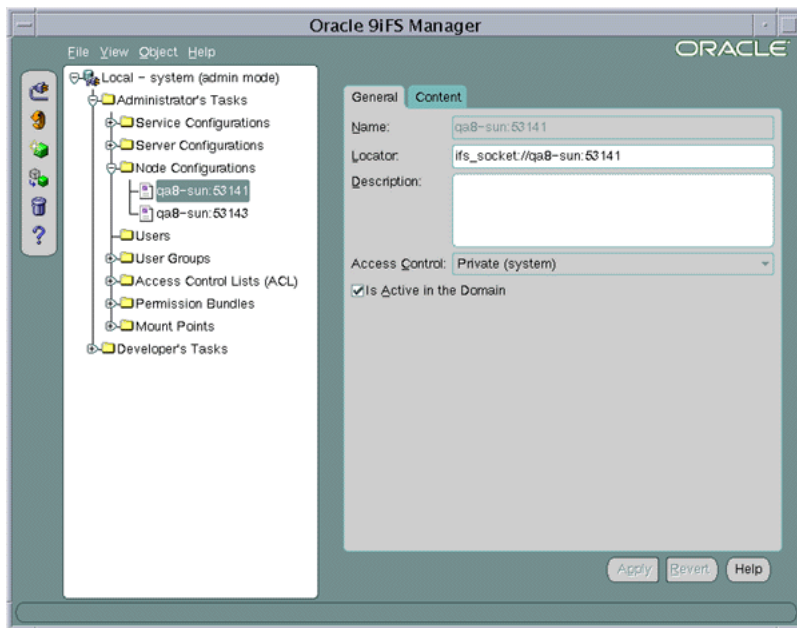 Oracle 9iFS Manager
File View Object Help
ORACLE
Local - system (admin mode)
Administrator's Tasks
Service Configurations
Server Configurations
Node Configurations
qa8-sun:53141
qa8-sun:53143
Users
User Groups
Access Control Lists (ACL)
Permission Bundles
Mount Points
Developer's Tasks
General Content
Name: qa8-sun:53141
Locator: ifs_socket://qa8-sun:53141
Description:
Access Control: Private (system)
Is Active in the Domain
Apply Revert Help